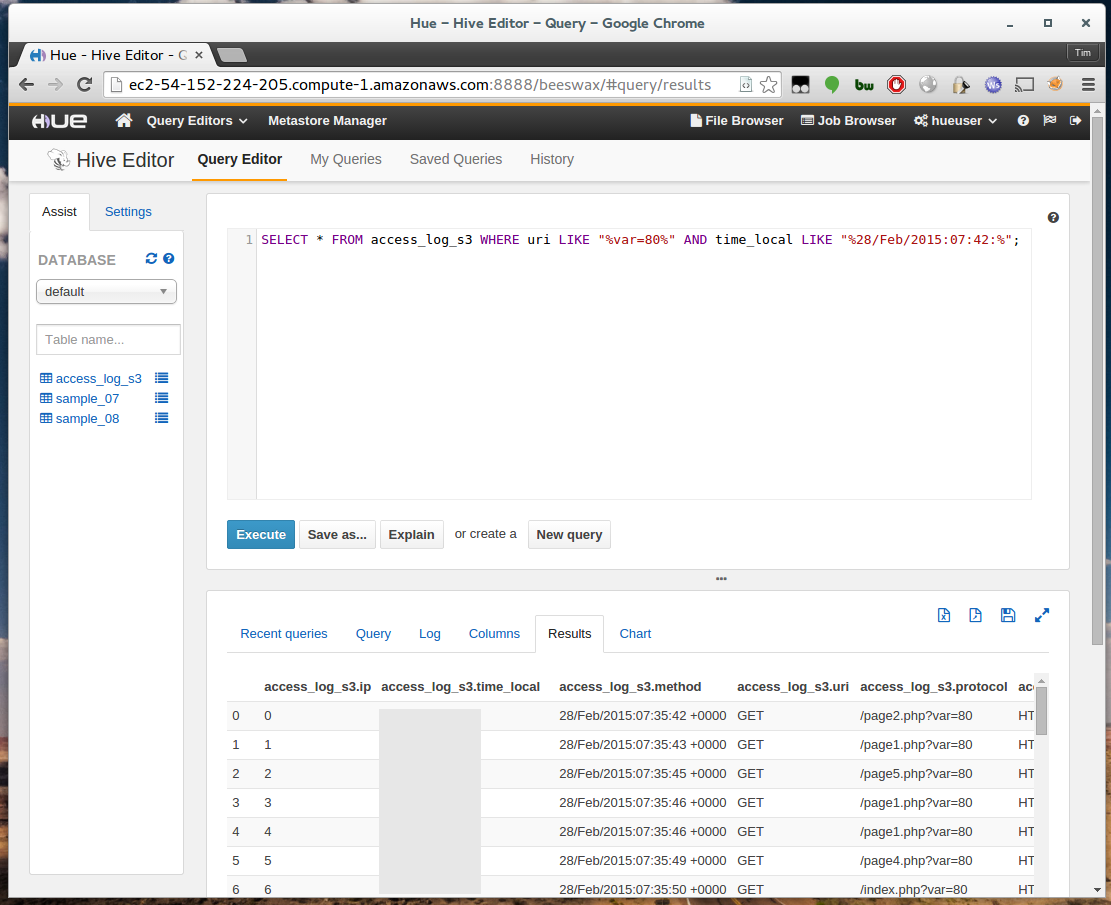 Hue - Hive Editor - Query - Google Chrome
Hue - Hive Editor - Q
Tim
ec2-54-152-224-205.compute-1.amazonaws.com:8888/beeswax/#query/results
bw
Ws
HUE Query Editors Metastore Manager File Browser Job Browser hueuser
Hive Editor Query Editor My Queries Saved Queries History
Assist Settings
DATABASE
default
Table name...
access_log_s3
sample_07
sample_08
1 SELECT * FROM access_log_s3 WHERE uri LIKE "%var=80%" AND time_local LIKE "%28/Feb/2015:07:42:%";
Execute Save as... Explain or create a New query
Recent queries Query Log Columns Results Chart
access_log_s3.ip access_log_s3.time_local access_log_s3.method access_log_s3.uri access_log_s3.protocol
0 0 28/Feb/2015:07:35:42 +0000 GET /page2.php?var=80 HT
1 1 28/Feb/2015:07:35:43 +0000 GET /page1.php?var=80 HT
2 2 28/Feb/2015:07:35:45 +0000 GET /page5.php?var=80 HT
3 3 28/Feb/2015:07:35:46 +0000 GET /page1.php?var=80 HT
4 4 28/Feb/2015:07:35:46 +0000 GET /page1.php?var=80 HT
5 5 28/Feb/2015:07:35:49 +0000 GET /page4.php?var=80 HT
6 6 28/Feb/2015:07:35:50 +0000 GET /index.php?var=80 HT